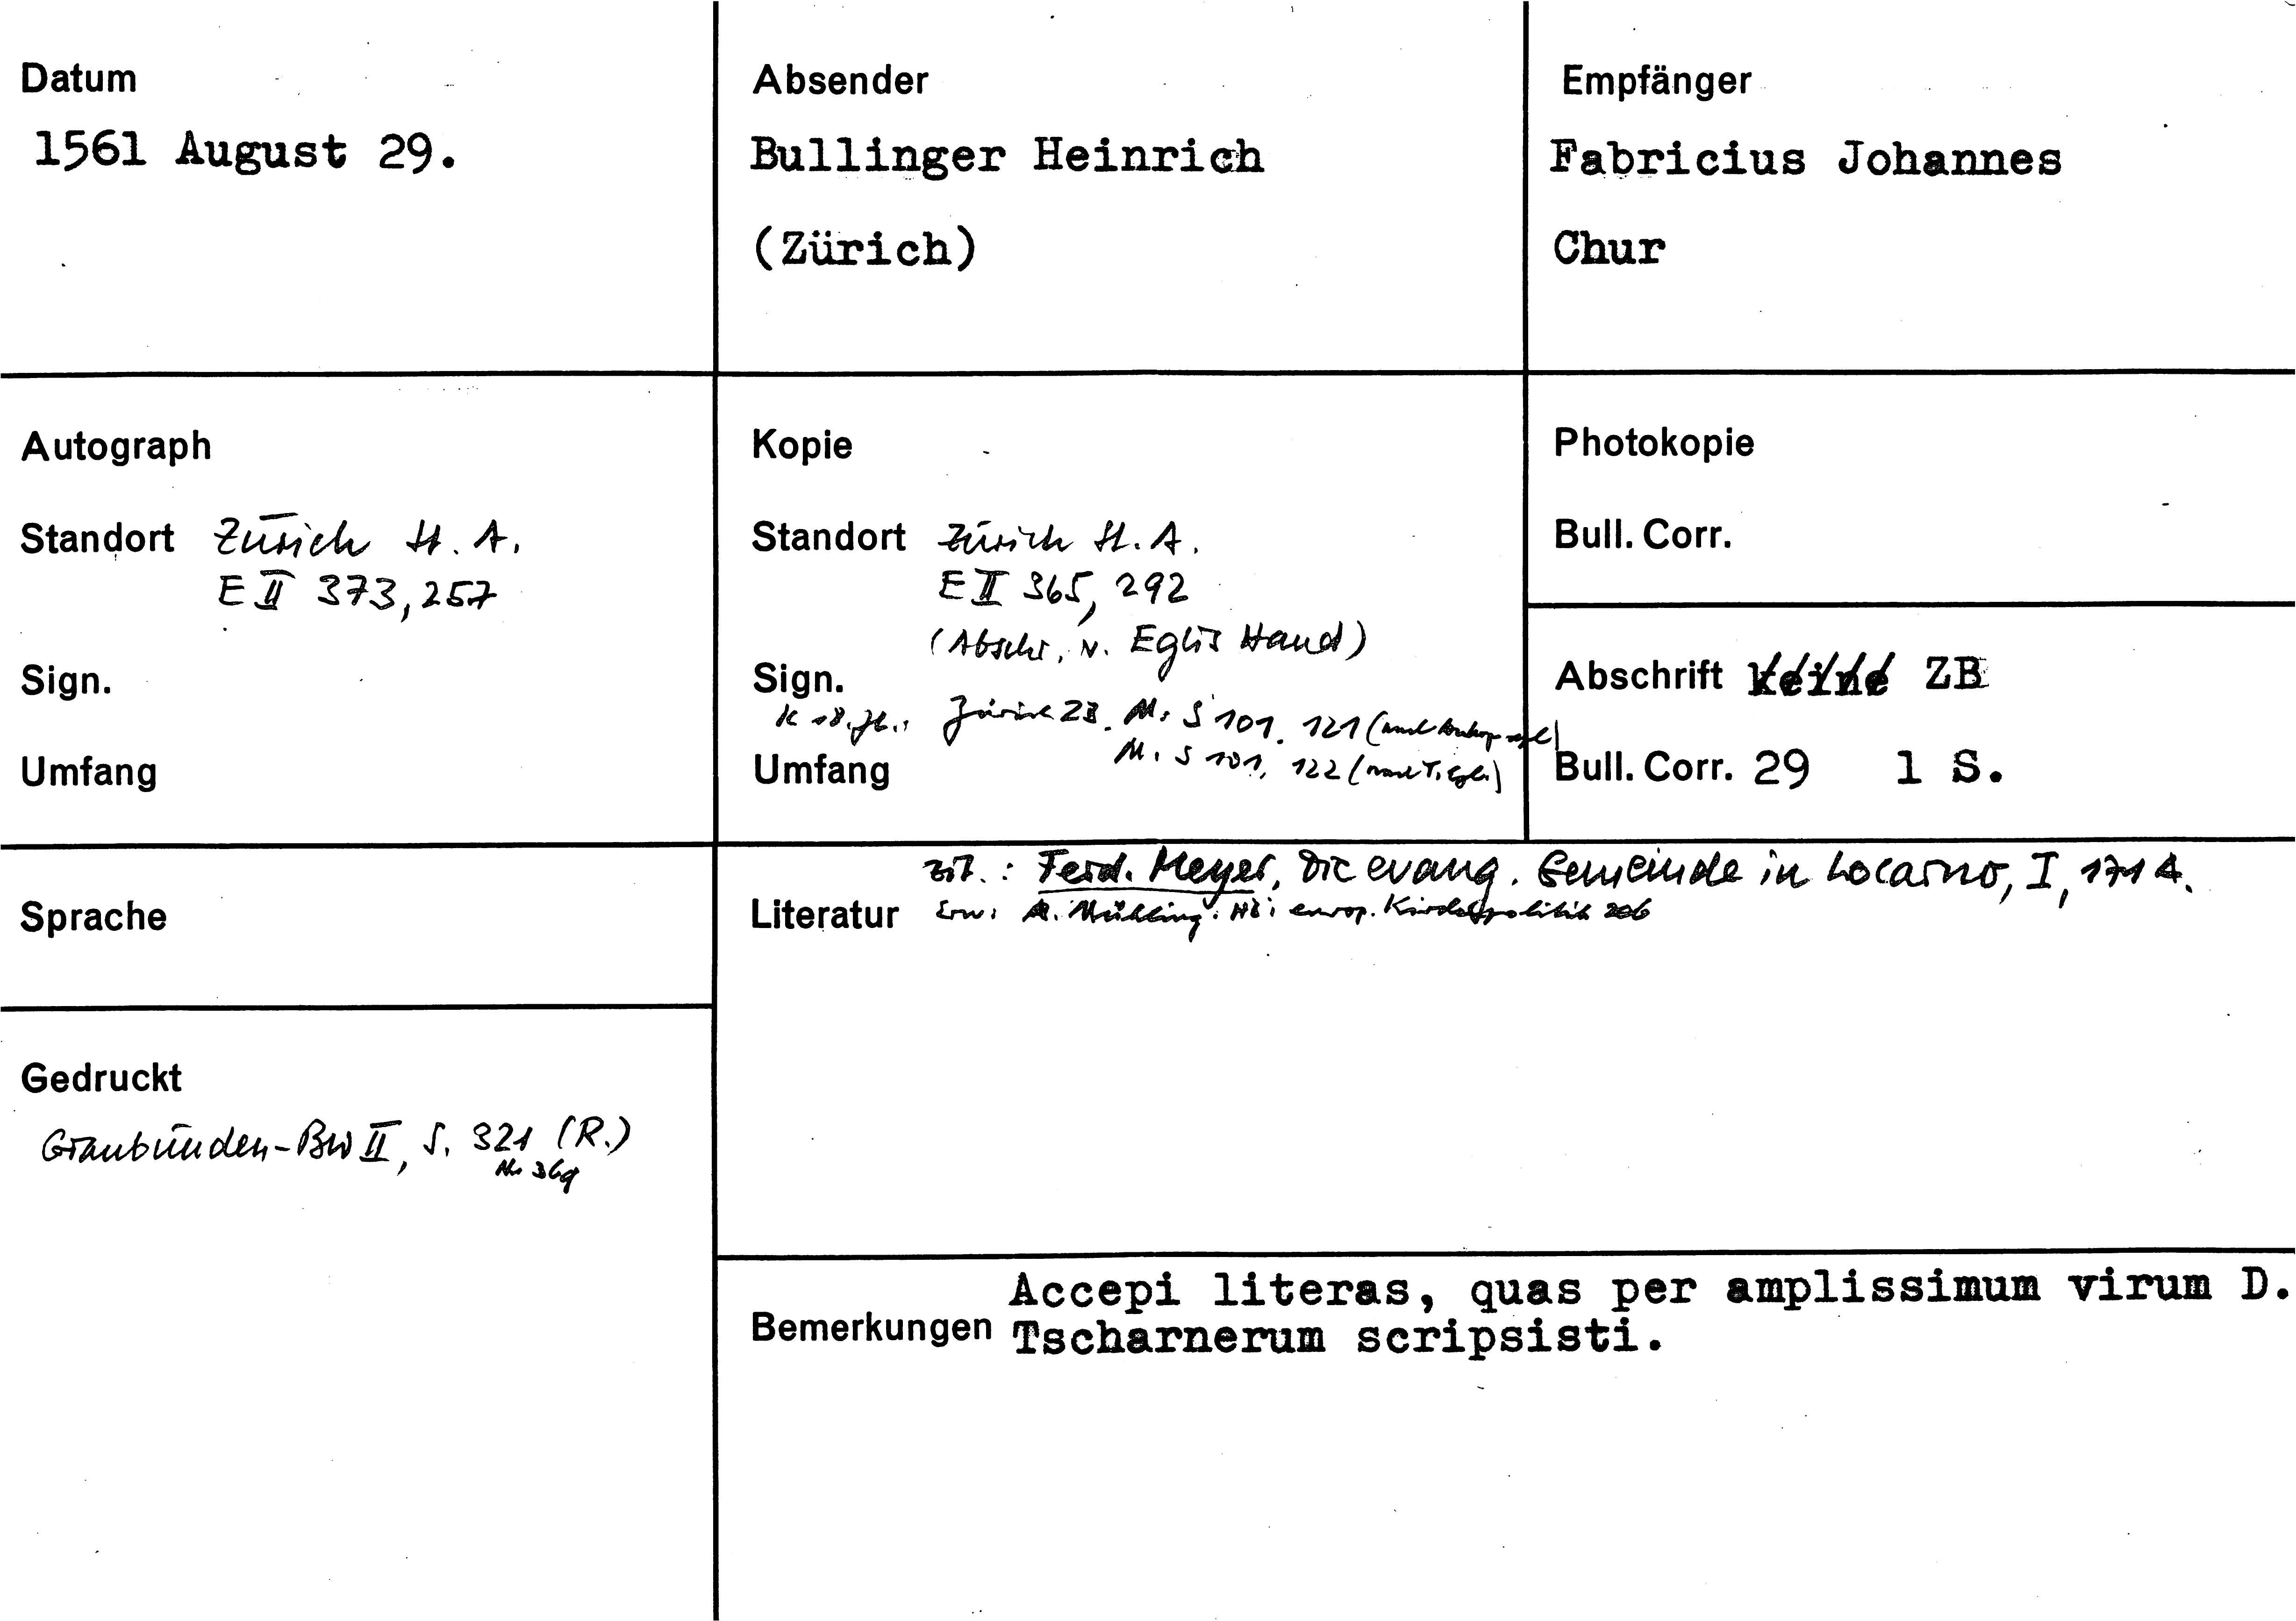 Datum
1561 August 29.
Absender
Bullinger Heinrich
(Zürich)
Empfänger
Fabricius Johannes
Chur
Autograph
Standort Zürich St. A.
E II 373, 257
Sign.
Umfang
Kopie
Standort Zürich St. A.
E II 365, 292
(Abschr. v. Eglis Hand)
Sign.
K 18. Jh.: Zürich ZB. Ms S 101, 121
Ms S 101, 122 (nach T. Egli)
Umfang
Photokopie
Bull. Corr.
Abschrift keine ZB
Bull. Corr. 29 1 S.
Sprache
zit.: Ferd. Meyer, Die evang. Gemeinde in Locarno, I, 171 A.
Literatur Erw: A. Mühling: HB: europ. Kirchenpolitik 206
Gedruckt
Graubünden-BW II, S. 321 (R.)
Nr 369
Accepi literas, quas per amplissimum virum D.
Bemerkungen Tscharnerum scripsisti.